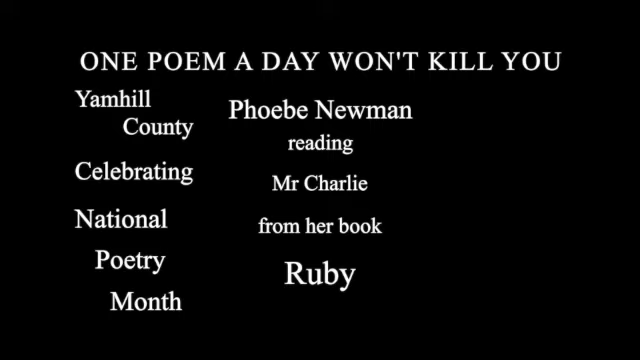 ONE POEM A DAY WON'T KILL YOU
Yamhill
County
Celebrating
National
Poetry
Month
Phoebe Newman
reading
Mr Charlie
from her book
Ruby